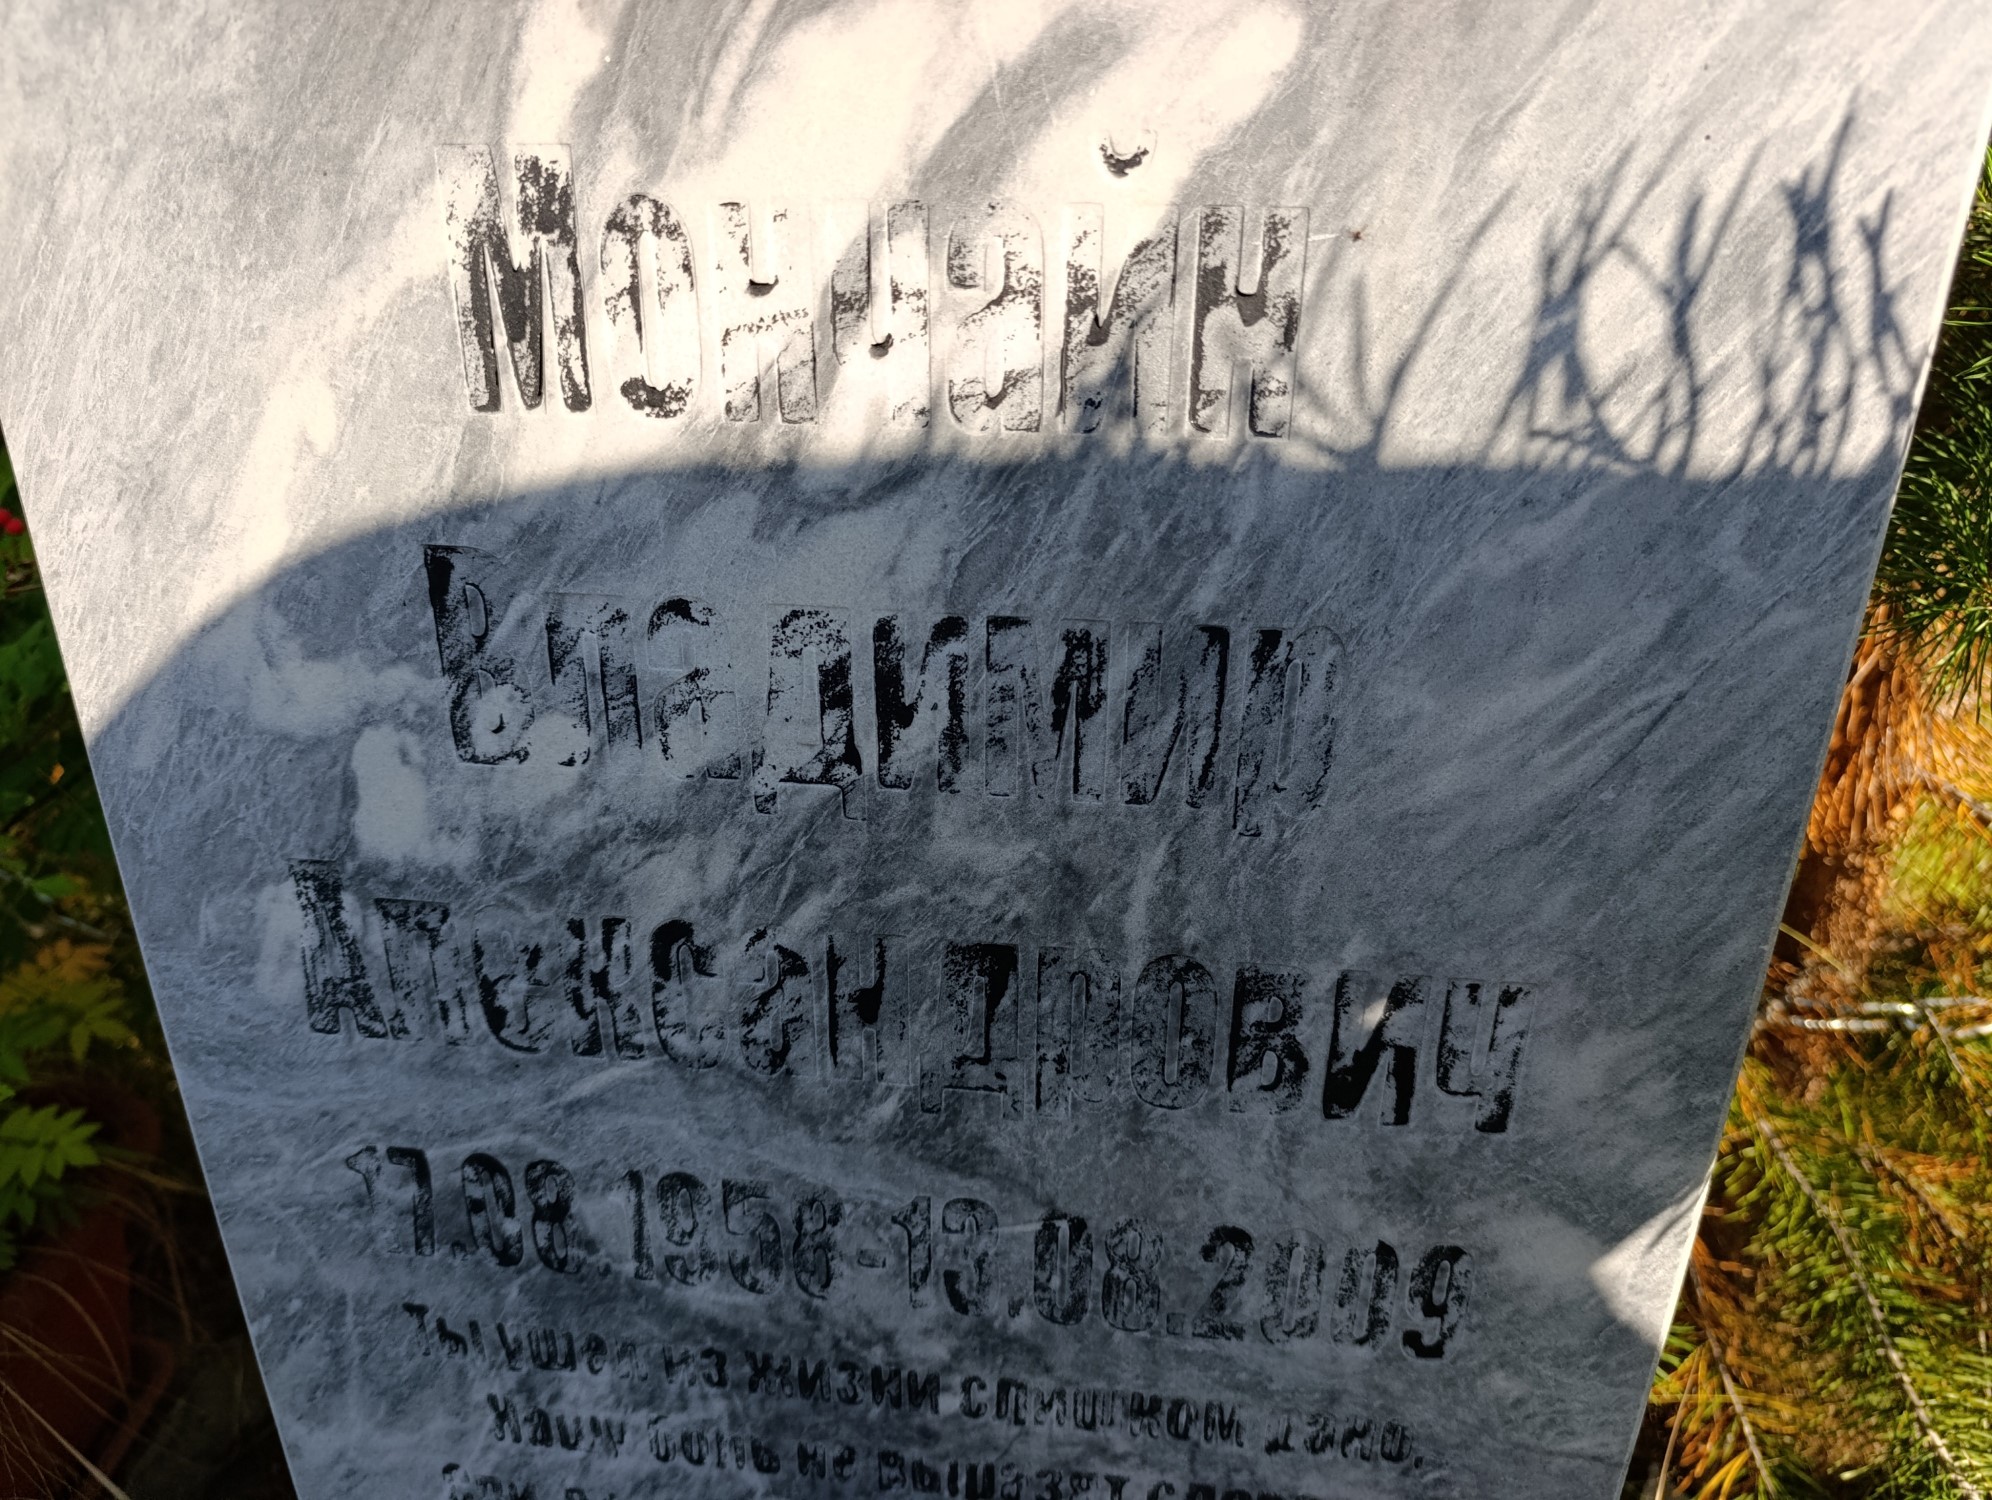 Мончайн
Владимир
Александрович
17.08.1958-13.08.2009
Ты ушел из жизни слишком рано,
Нашу боль не выразят слова